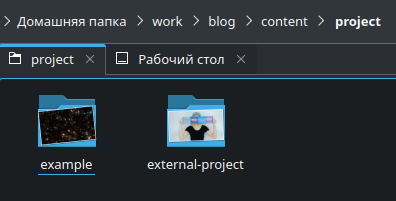 Домашняя папка > work > blog > content > project
project Рабочий стол
example external-project